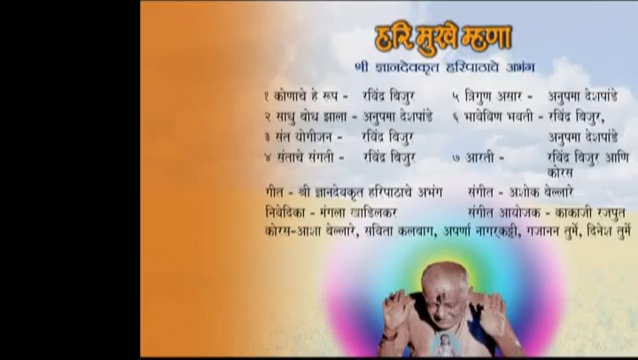 हरि मुखे म्हणा
श्री ज्ञानदेवकृत हरिपाठाचे अभंग
१ कोणाचे हे रूप - रविंद्र बिजुर
२ साधु बोध झाला - अनुपमा देशपांडे
३ संत योगीजन - रविंद्र बिजुर
४ संताचे संगती - रविंद्र बिजुर
५ त्रिगुण असार - अनुपमा देशपांडे
६ भावेविण भक्ती - रविंद्र बिजुर,
अनुपमा देशपांडे
७ आरती - रविंद्र बिजुर आणि
कोरस
गीत - श्री ज्ञानदेवकृत हरिपाठाचे अभंग
संगीत - अशोक वेल्लारे
निवेदिका - मंगला खाडिलकर
संगीत आयोजक - काकाजी रजपुत
कोरस-आशा वेल्लारे, सविता कलबाग, अपर्णा नागरकट्टी, गजानन तुर्मे, दिनेश तुर्मे